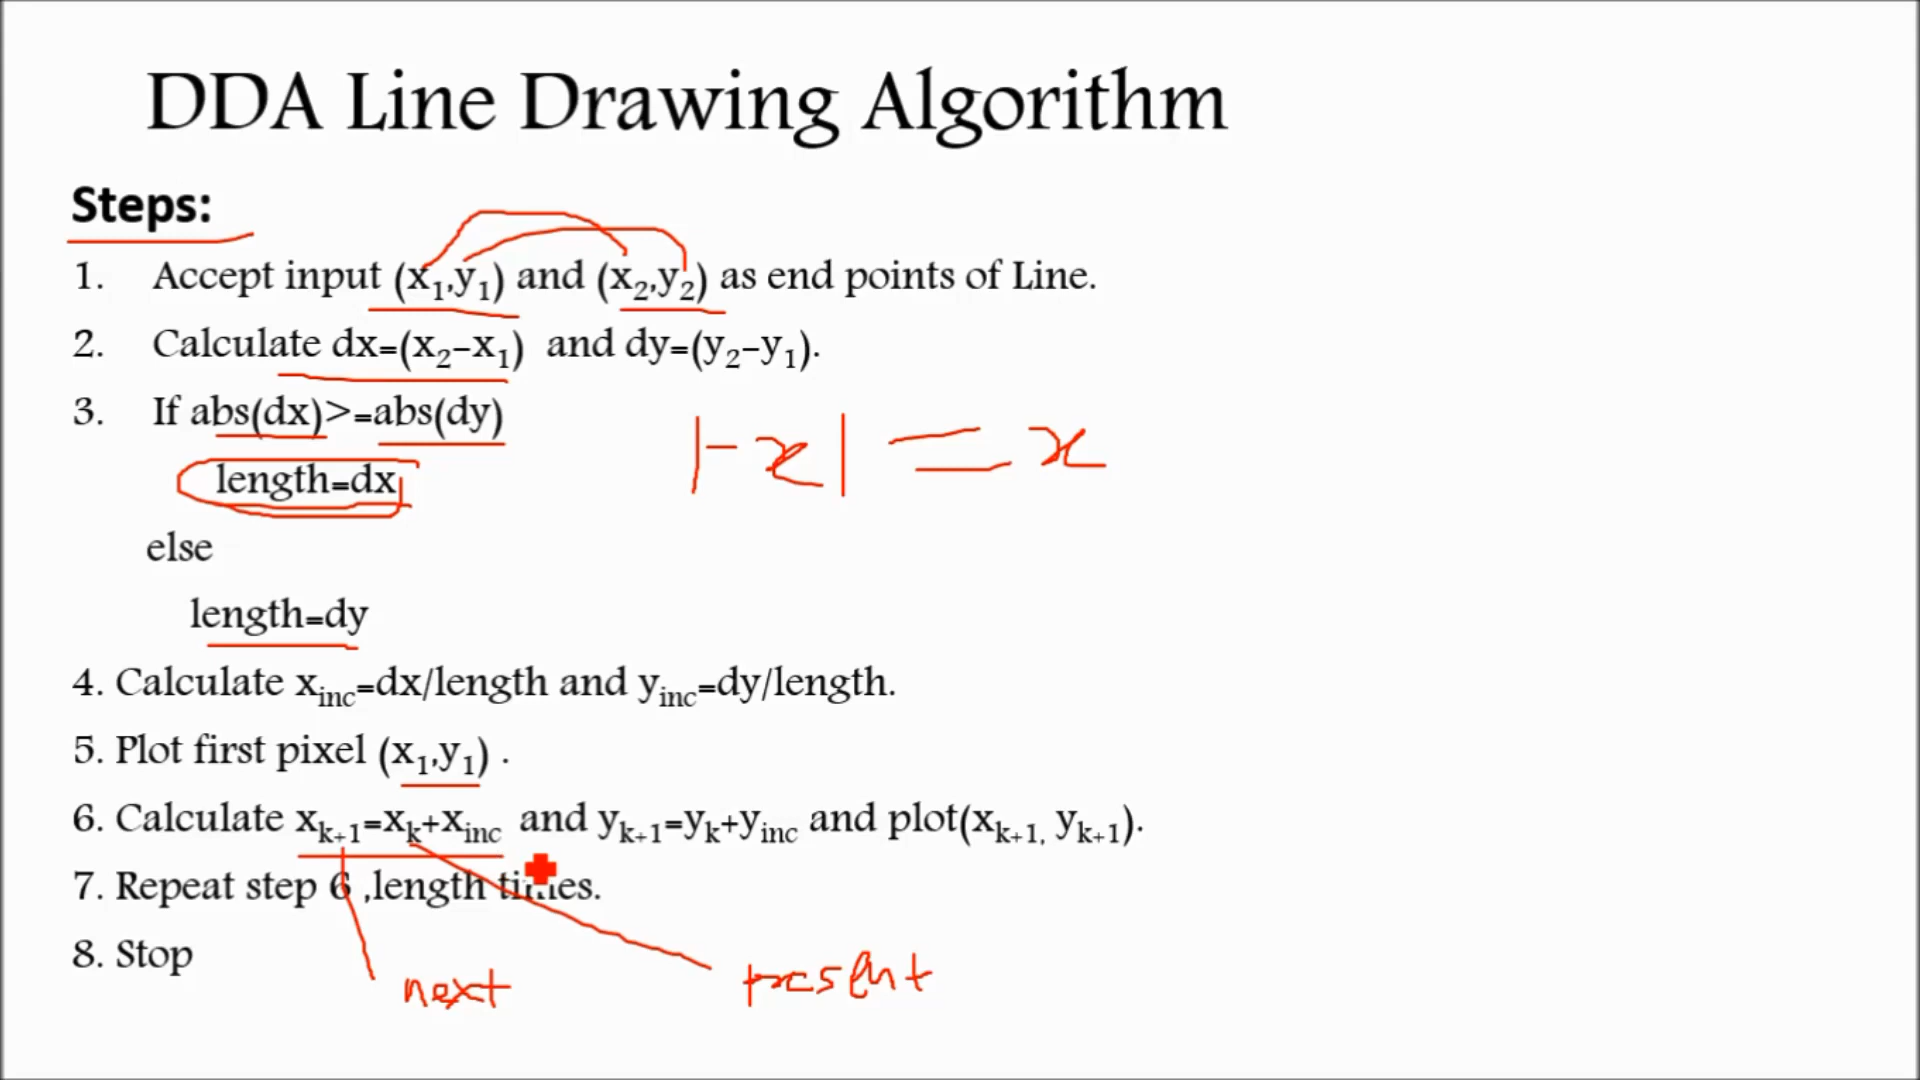 DDA Line Drawing Algorithm
Steps:
1. Accept input (x₁,y₁) and (x₂,y₂) as end points of Line.
2. Calculate dx=(x₂-x₁) and dy=(y₂-y₁).
3. If abs(dx)>=abs(dy)
|-x| = x
length=dx
else
length=dy
4. Calculate xinc=dx/length and yinc=dy/length.
5. Plot first pixel (x₁,y₁) .
6. Calculate xk+1=xk+xinc and yk+1=yk+yinc and plot(xk+1, yk+1).
7. Repeat step 6 ,length times.
8. Stop
next present